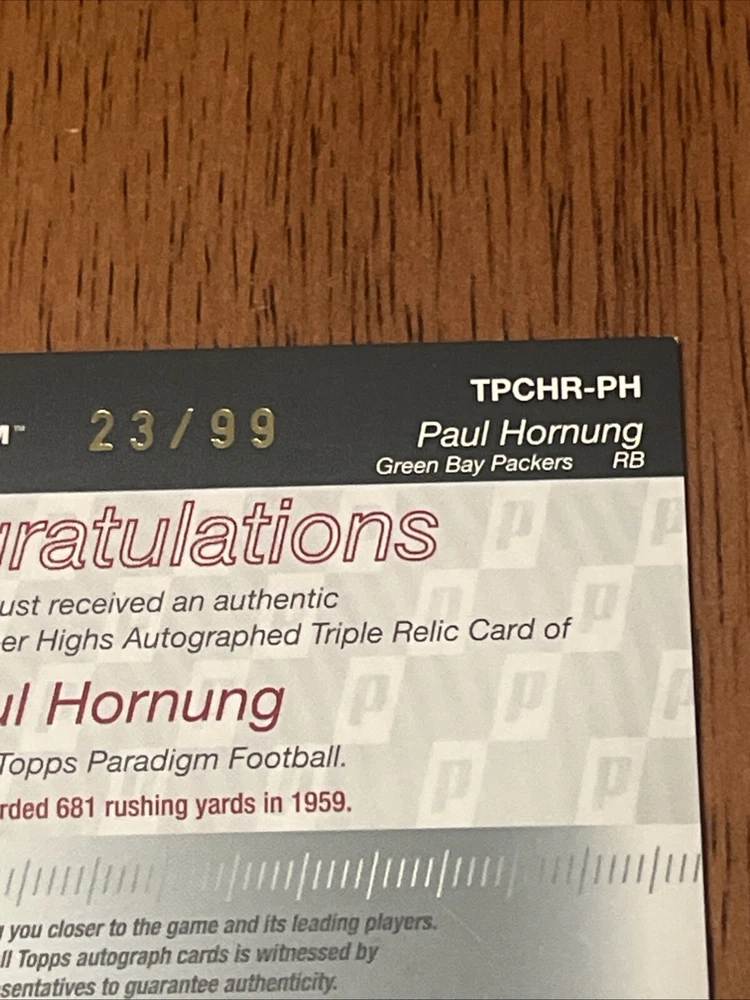 TPCHR-PH
23/99
Paul Hornung
Green Bay Packers RB
ratulations
ust received an authentic
er Highs Autographed Triple Relic Card of
ul Hornung
Topps Paradigm Football.
rded 681 rushing yards in 1959.
you closer to the game and its leading players.
ll Topps autograph cards is witnessed by
sentatives to guarantee authenticity.